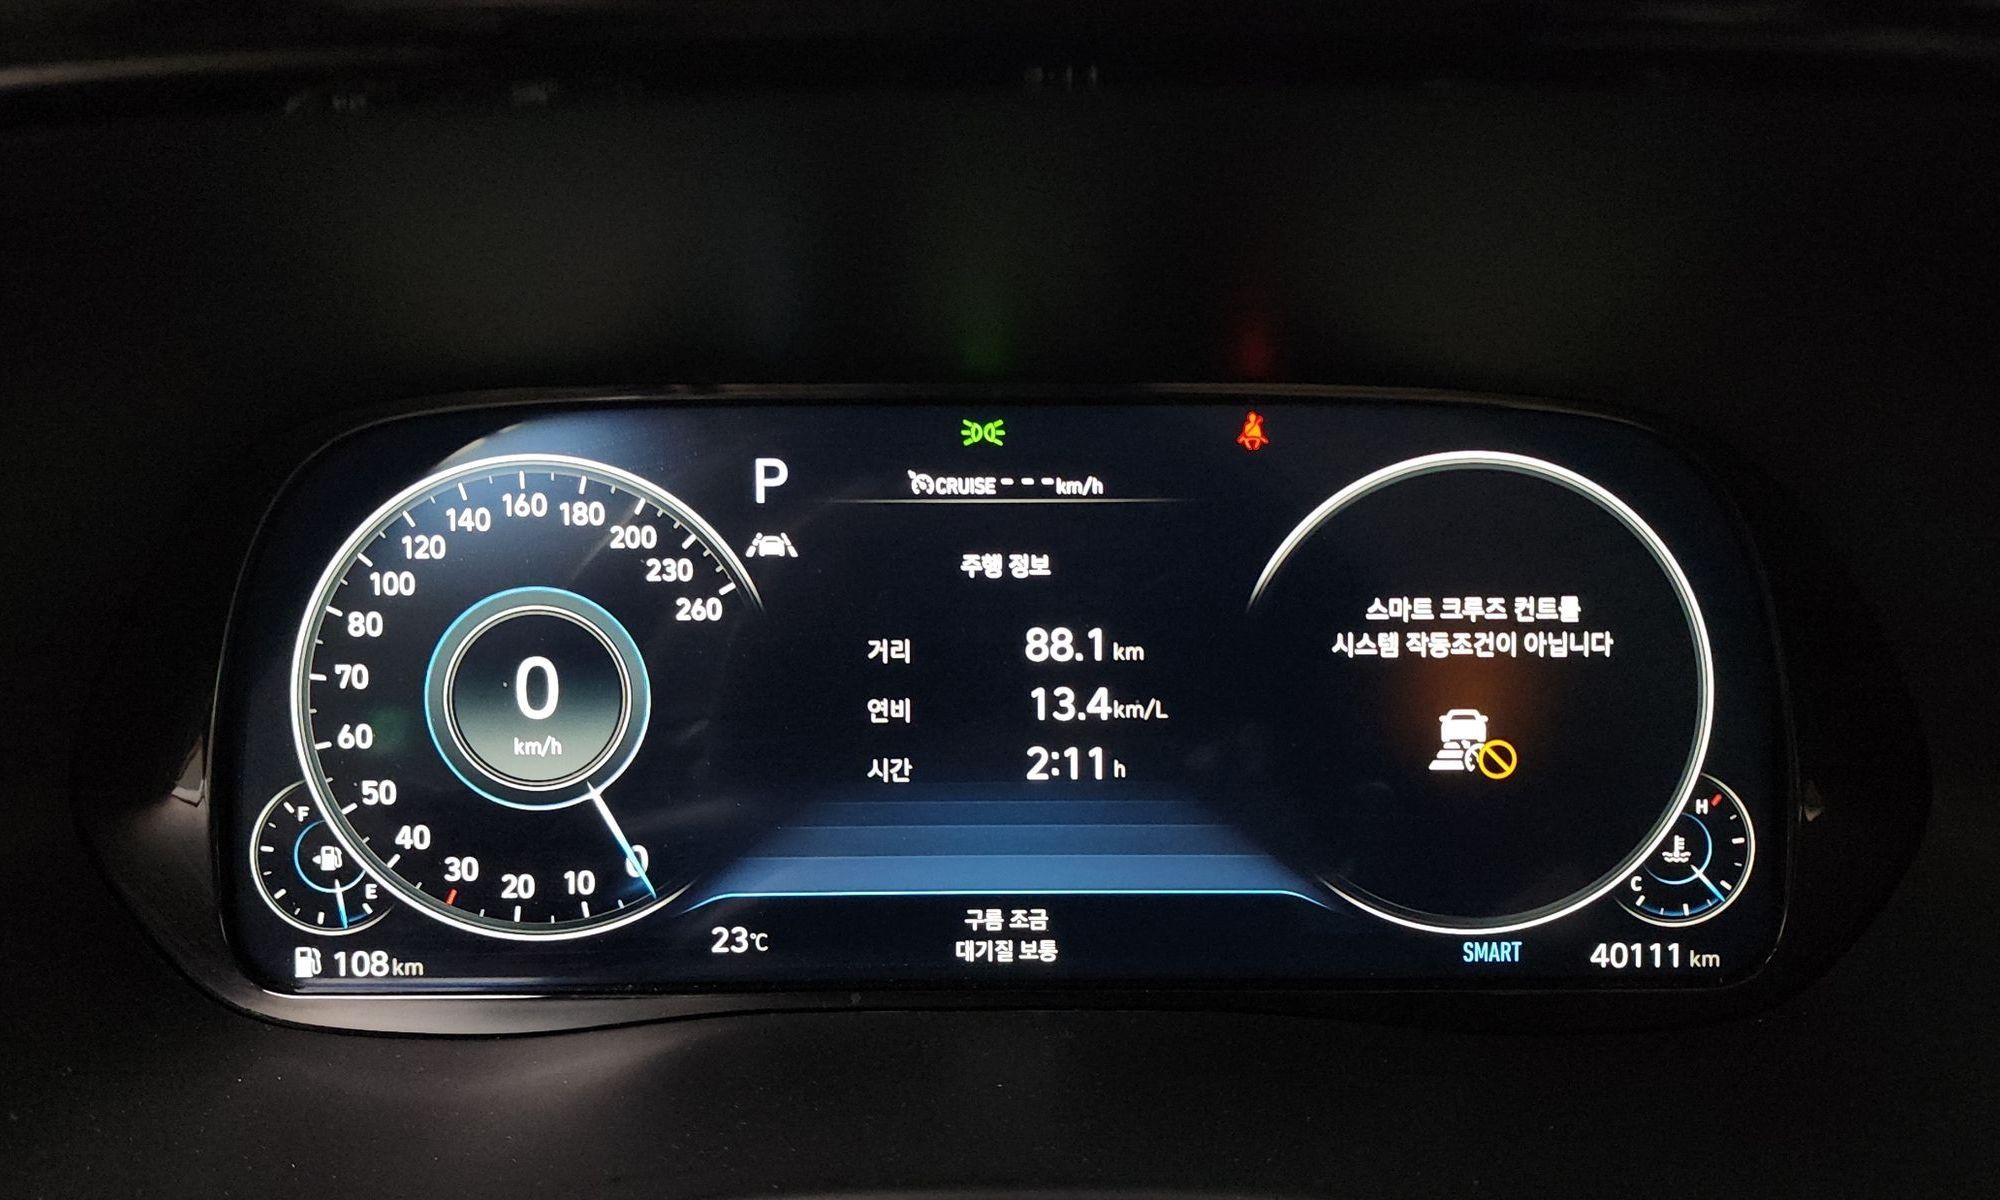 P
CRUISE ---km/h
260
230
200
180
160
140
120
100
80
70
60
50
40
30
20
10
0
0
km/h
주행 정보
거리 88.1 km
연비 13.4 km/L
시간 2:11 h
스마트 크루즈 컨트롤
시스템 작동조건이 아닙니다
F
E
H
C
108 km
23℃
구름 조금
대기질 보통
SMART
40111 km